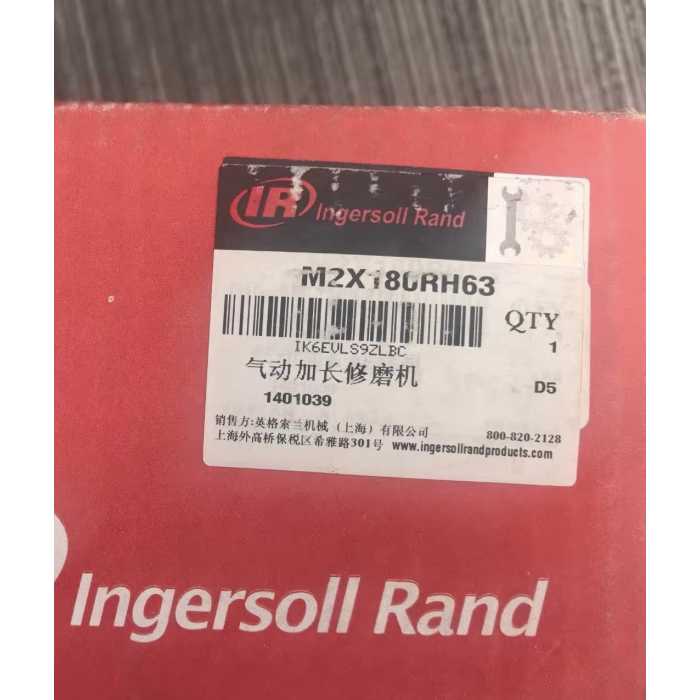 IR Ingersoll Rand
M2X180RH63
QTY
1
IK6EVLS9ZLBC
气动加长修磨机
D5
1401039
销售方:英格索兰机械（上海）有限公司
800-820-2128
上海外高桥保税区希雅路301号 www.ingersollrandproducts.com
Ingersoll Rand